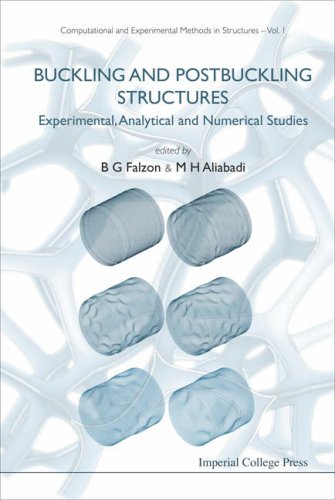 Computational and Experimental Methods in Structures – Vol. 1
BUCKLING AND POSTBUCKLING
STRUCTURES
Experimental, Analytical and Numerical Studies
edited by
B G Falzon & M H Aliabadi
Imperial College Press